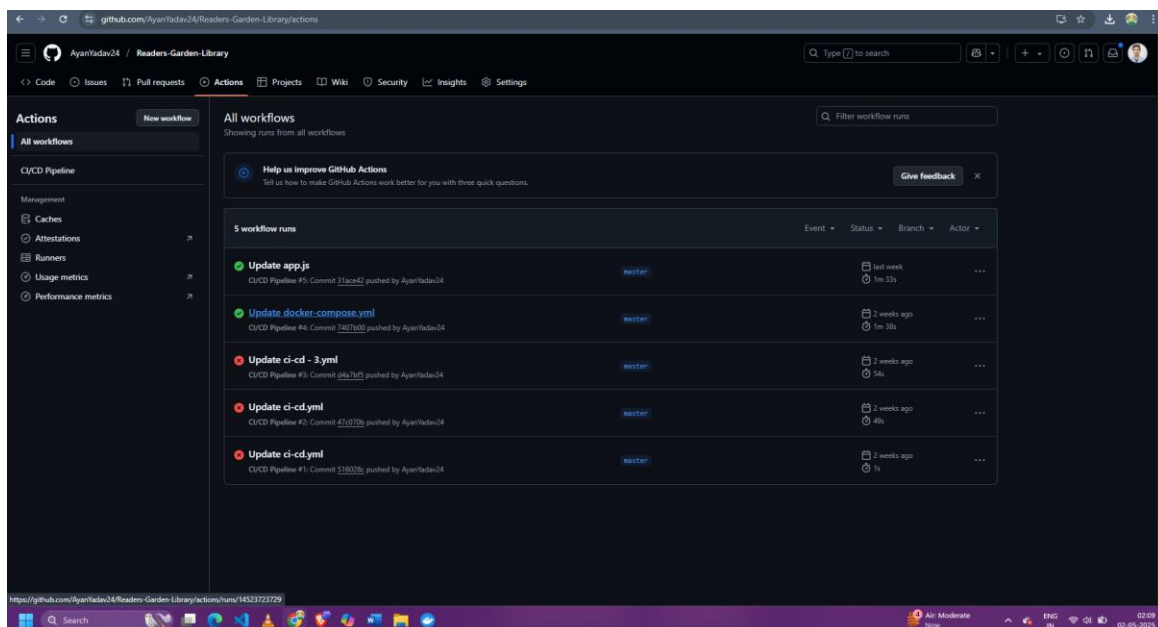 github.com/AyanYadav24/Readers-Garden-Library/actions
AyanYadav24 / Readers-Garden-Library
Type / to search
Code Issues Pull requests Actions Projects Wiki Security Insights Settings
Actions
New workflow
All workflows
CI/CD Pipeline
Management
Caches
Attestations
Runners
Usage metrics
Performance metrics
All workflows
Showing runs from all workflows
Filter workflow runs
Help us improve GitHub Actions
Tell us how to make GitHub Actions work better for you with three quick questions.
Give feedback
5 workflow runs
Event Status Branch Actor
Update app.js
CI/CD Pipeline #5: Commit 31ace42 pushed by AyanYadav24
master
last week
1m 33s
Update docker-compose.yml
CI/CD Pipeline #4: Commit 7407b00 pushed by AyanYadav24
master
2 weeks ago
1m 38s
Update ci-cd - 3.yml
CI/CD Pipeline #3: Commit d4a7bf5 pushed by AyanYadav24
master
2 weeks ago
54s
Update ci-cd.yml
CI/CD Pipeline #2: Commit 47c070b pushed by AyanYadav24
master
2 weeks ago
49s
Update ci-cd.yml
CI/CD Pipeline #1: Commit 516028c pushed by AyanYadav24
master
2 weeks ago
1s
https://github.com/AyanYadav24/Readers-Garden-Library/actions/runs/14523723729
Search
4
Air: Moderate
Now
ENG
IN
02:09
02-05-2025